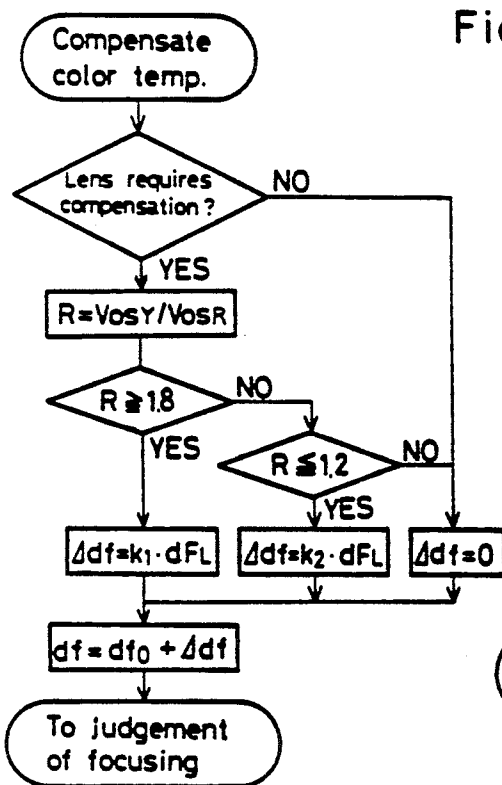 Fi
Compensate
color temp.
Lens requires
compensation?
NO
YES
R=VOSY/VOSR
R≧1.8
NO
YES
R≦1.2
NO
YES
Δdf=k₁·dFL
Δdf=k₂·dFL
Δdf=0
df=df₀+Δdf
To judgement
of focusing